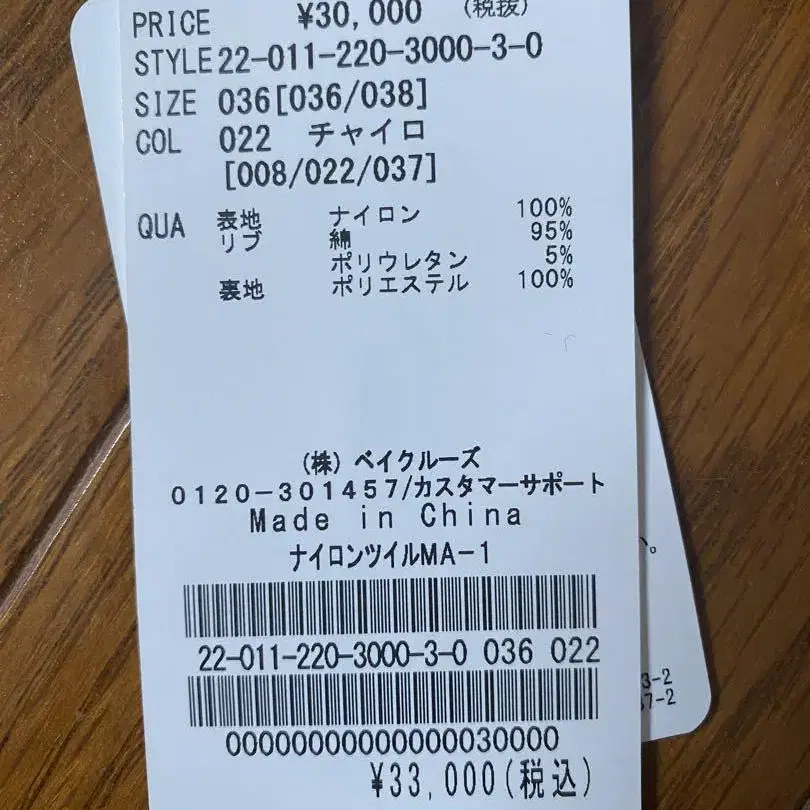 PRICE ¥30,000 (税抜)
STYLE 22-011-220-3000-3-0
SIZE 036[036/038]
COL 022 チャイロ
[008/022/037]
QUA 表地 ナイロン 100%
リブ 綿 95%
ポリウレタン 5%
裏地 ポリエステル 100%
(株)ベイクルーズ
0120-301457/カスタマーサポート
Made in China
ナイロンツイルMA-1
22-011-220-3000-3-0 036 022
00000000000000030000
¥33,000(税込)
3-2
7-2